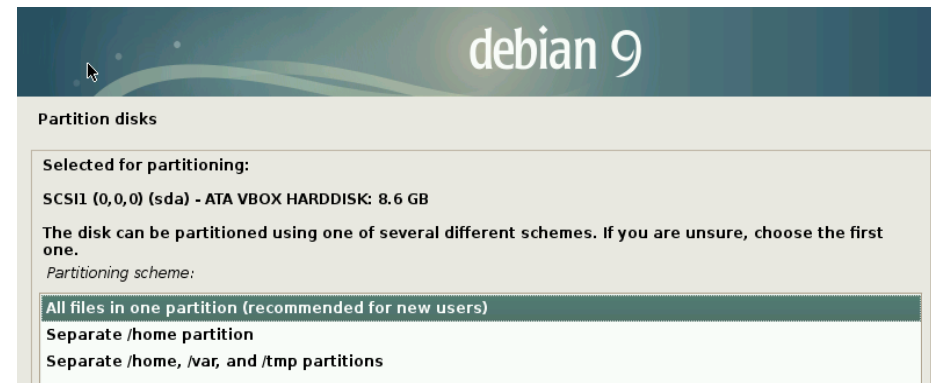 debian 9
Partition disks
Selected for partitioning:
SCSI1 (0,0,0) (sda) - ATA VBOX HARDDISK: 8.6 GB
The disk can be partitioned using one of several different schemes. If you are unsure, choose the first
one.
Partitioning scheme:
All files in one partition (recommended for new users)
Separate /home partition
Separate /home, /var, and /tmp partitions